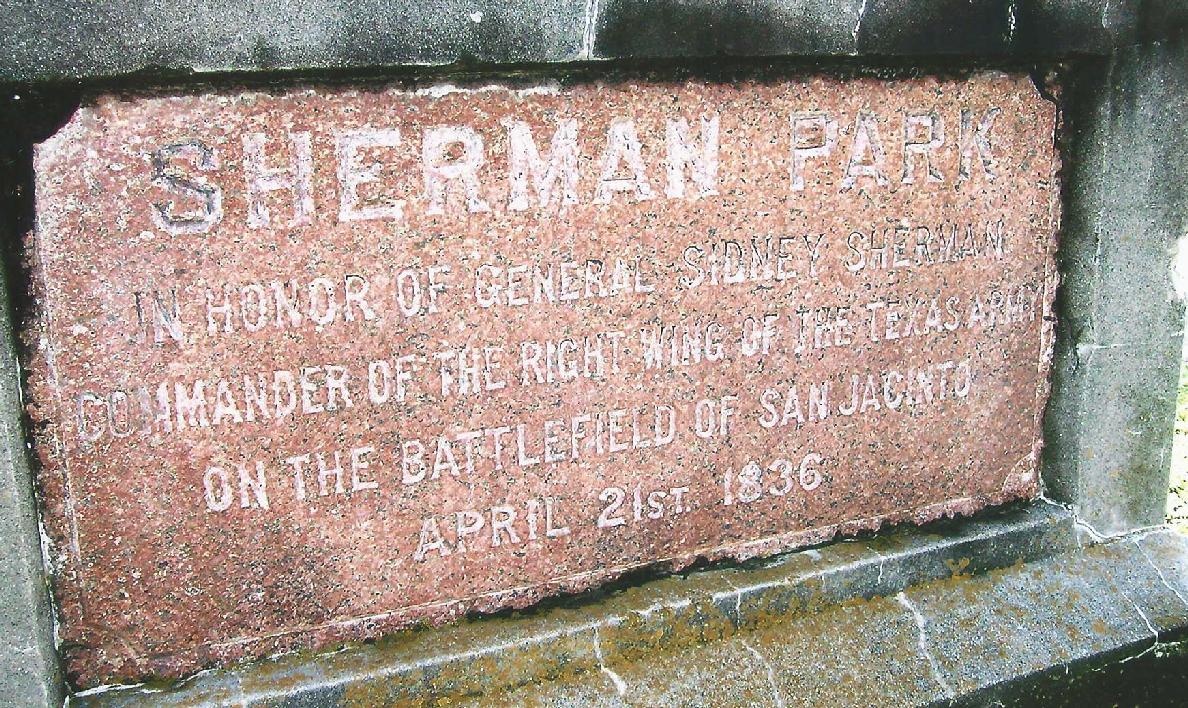 SHERMAN PARK
IN HONOR OF GENERAL SIDNEY SHERMAN
COMMANDER OF THE RIGHT WING OF THE TEXAS ARMY
ON THE BATTLEFIELD OF SAN JACINTO
APRIL 21ST. 1836